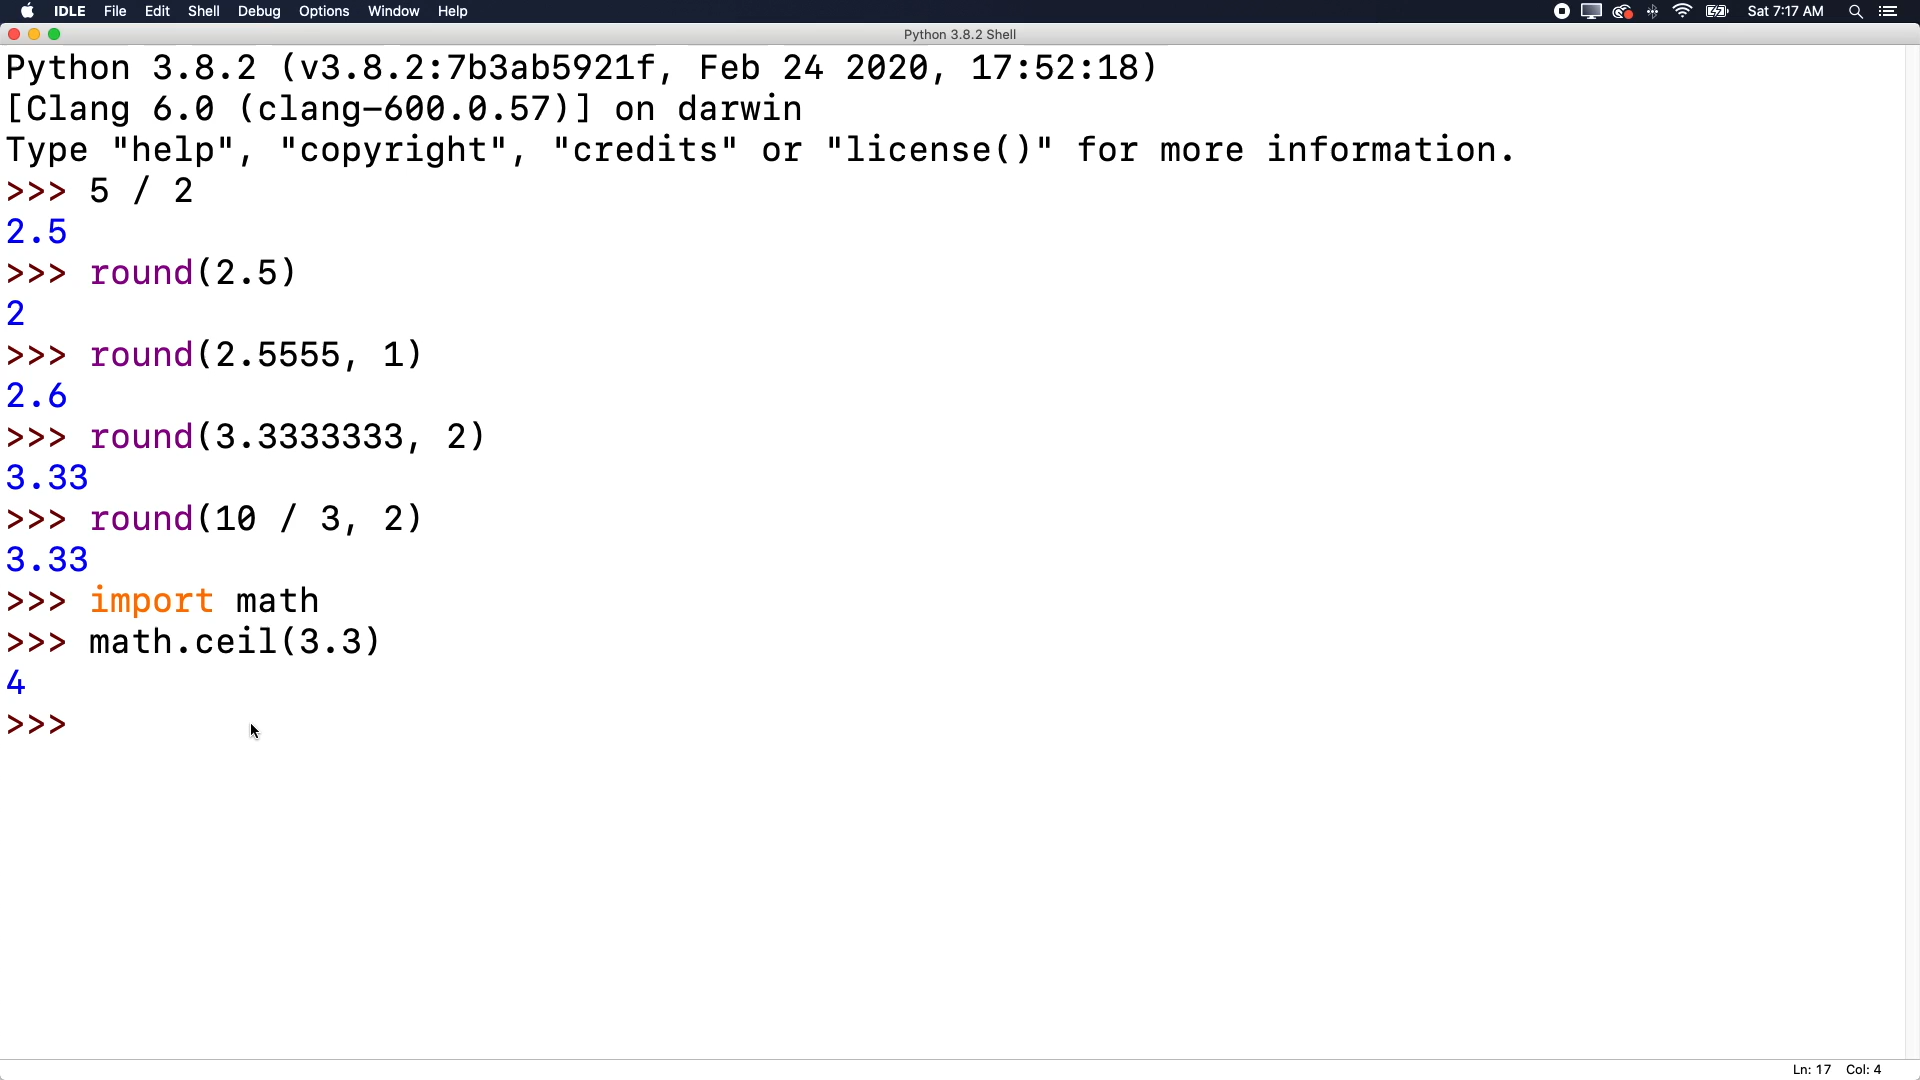 IDLE File Edit Shell Debug Options Window Help Sat 7:17 AM
Python 3.8.2 Shell
Python 3.8.2 (v3.8.2:7b3ab5921f, Feb 24 2020, 17:52:18)
[Clang 6.0 (clang-600.0.57)] on darwin
Type "help", "copyright", "credits" or "license()" for more information.
>>> 5 / 2
2.5
>>> round(2.5)
2
>>> round(2.5555, 1)
2.6
>>> round(3.3333333, 2)
3.33
>>> round(10 / 3, 2)
3.33
>>> import math
>>> math.ceil(3.3)
4
>>>
Ln: 17 Col: 4